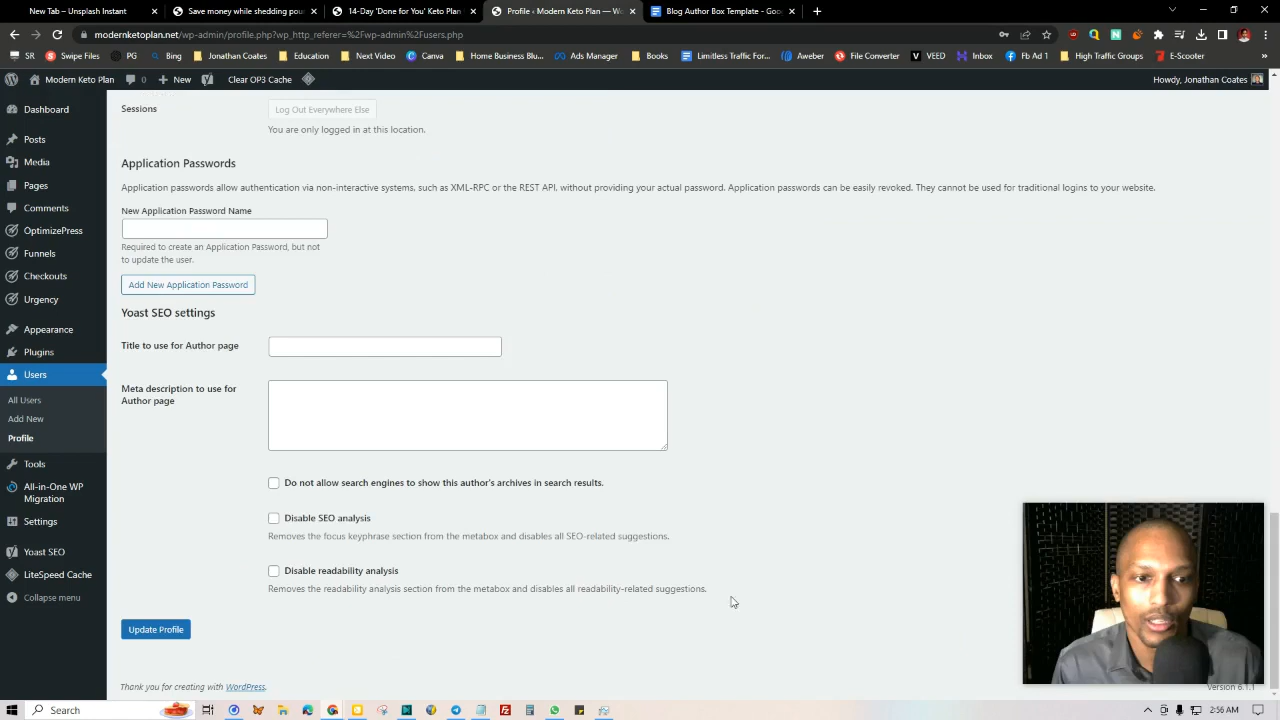 New Tab – Unsplash Instan
Jonathan Seem Guide bedding
14-Day 'Done for You' Keto Plan
Profile ‹ Modern Keto Plan — Wo
Blog Author Box Template - Goo
modernketoplan.net/wp-admin/profile.php?wp_http_referer=%2Fwp-admin%2Fusers.php
PG
Jonathan Coates
Education
Next Video
Canva
Home Business Blu
Ads Manager
Books
Limitless Traffic For...
Aweber
File Converter
VEED
Inbox
Fb Ad 1
High Traffic Groups
E-Scooter
Modern Keto Plan
0
New
Clear OP3 Cache
Howdy, Jonathan Coates
Dashboard
Posts
Media
Pages
Comments
OptimizePress
Funnels
Checkouts
Urgency
Appearance
Plugins
Users
All Users
Add New
Profile
Tools
All-in-One WP
Migration
Settings
Yoast SEO
LiteSpeed Cache
Collapse menu
Sessions
Log Out Everywhere Else
You are only logged in at this location.
Application Passwords
Application passwords allow authentication via non-interactive systems, such as XML-RPC or the REST API, without providing your actual password. Application passwords can be easily revoked. They cannot be used for traditional logins to your website.
New Application Password Name
Required to create an Application Password, but not
to update the user.
Add New Application Password
Yoast SEO settings
Title to use for Author page
Meta description to use for
Author page
Do not allow search engines to show this author's archives in search results.
Disable SEO analysis
Removes the focus keyphrase section from the metabox and disables all SEO-related suggestions.
Disable readability analysis
Removes the readability analysis section from the metabox and disables all readability-related suggestions.
Update Profile
Thank you for creating with WordPress.
Version 6.1.1
Search
2:56 AM